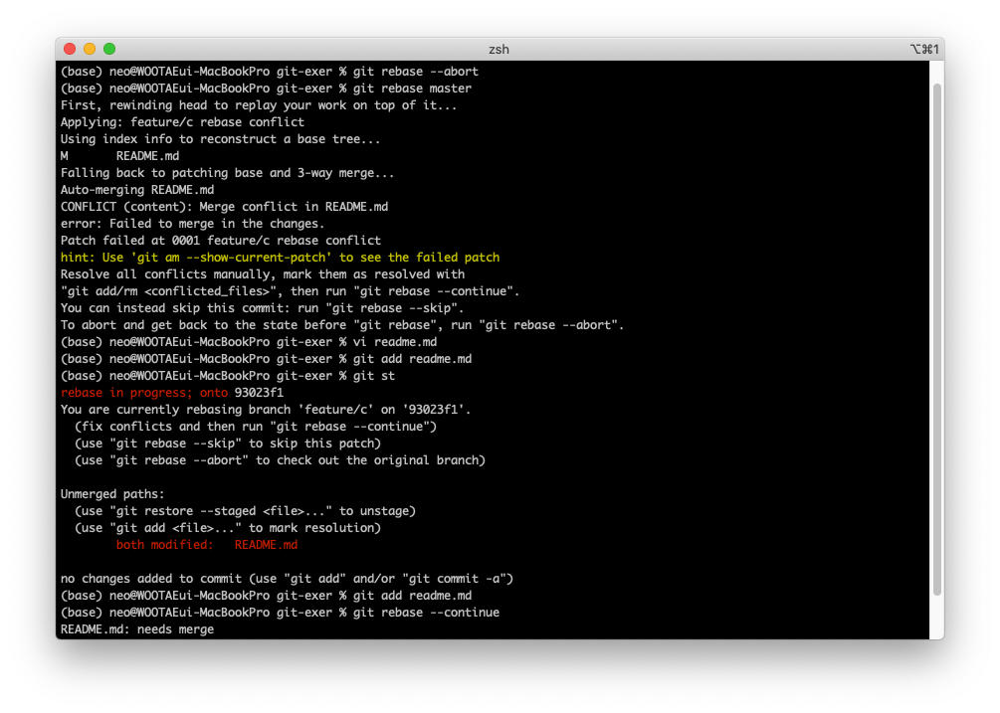 zsh
⌥⌘1
(base) neo@WOOTAEui-MacBookPro git-exer % git rebase --abort
(base) neo@WOOTAEui-MacBookPro git-exer % git rebase master
First, rewinding head to replay your work on top of it...
Applying: feature/c rebase conflict
Using index info to reconstruct a base tree...
M       README.md
Falling back to patching base and 3-way merge...
Auto-merging README.md
CONFLICT (content): Merge conflict in README.md
error: Failed to merge in the changes.
Patch failed at 0001 feature/c rebase conflict
hint: Use 'git am --show-current-patch' to see the failed patch
Resolve all conflicts manually, mark them as resolved with
"git add/rm <conflicted_files>", then run "git rebase --continue".
You can instead skip this commit: run "git rebase --skip".
To abort and get back to the state before "git rebase", run "git rebase --abort".
(base) neo@WOOTAEui-MacBookPro git-exer % vi readme.md
(base) neo@WOOTAEui-MacBookPro git-exer % git add readme.md
(base) neo@WOOTAEui-MacBookPro git-exer % git st
rebase in progress; onto 93023f1
You are currently rebasing branch 'feature/c' on '93023f1'.
  (fix conflicts and then run "git rebase --continue")
  (use "git rebase --skip" to skip this patch)
  (use "git rebase --abort" to check out the original branch)
Unmerged paths:
  (use "git restore --staged <file>..." to unstage)
  (use "git add <file>..." to mark resolution)
        both modified:   README.md
no changes added to commit (use "git add" and/or "git commit -a")
(base) neo@WOOTAEui-MacBookPro git-exer % git add readme.md
(base) neo@WOOTAEui-MacBookPro git-exer % git rebase --continue
README.md: needs merge